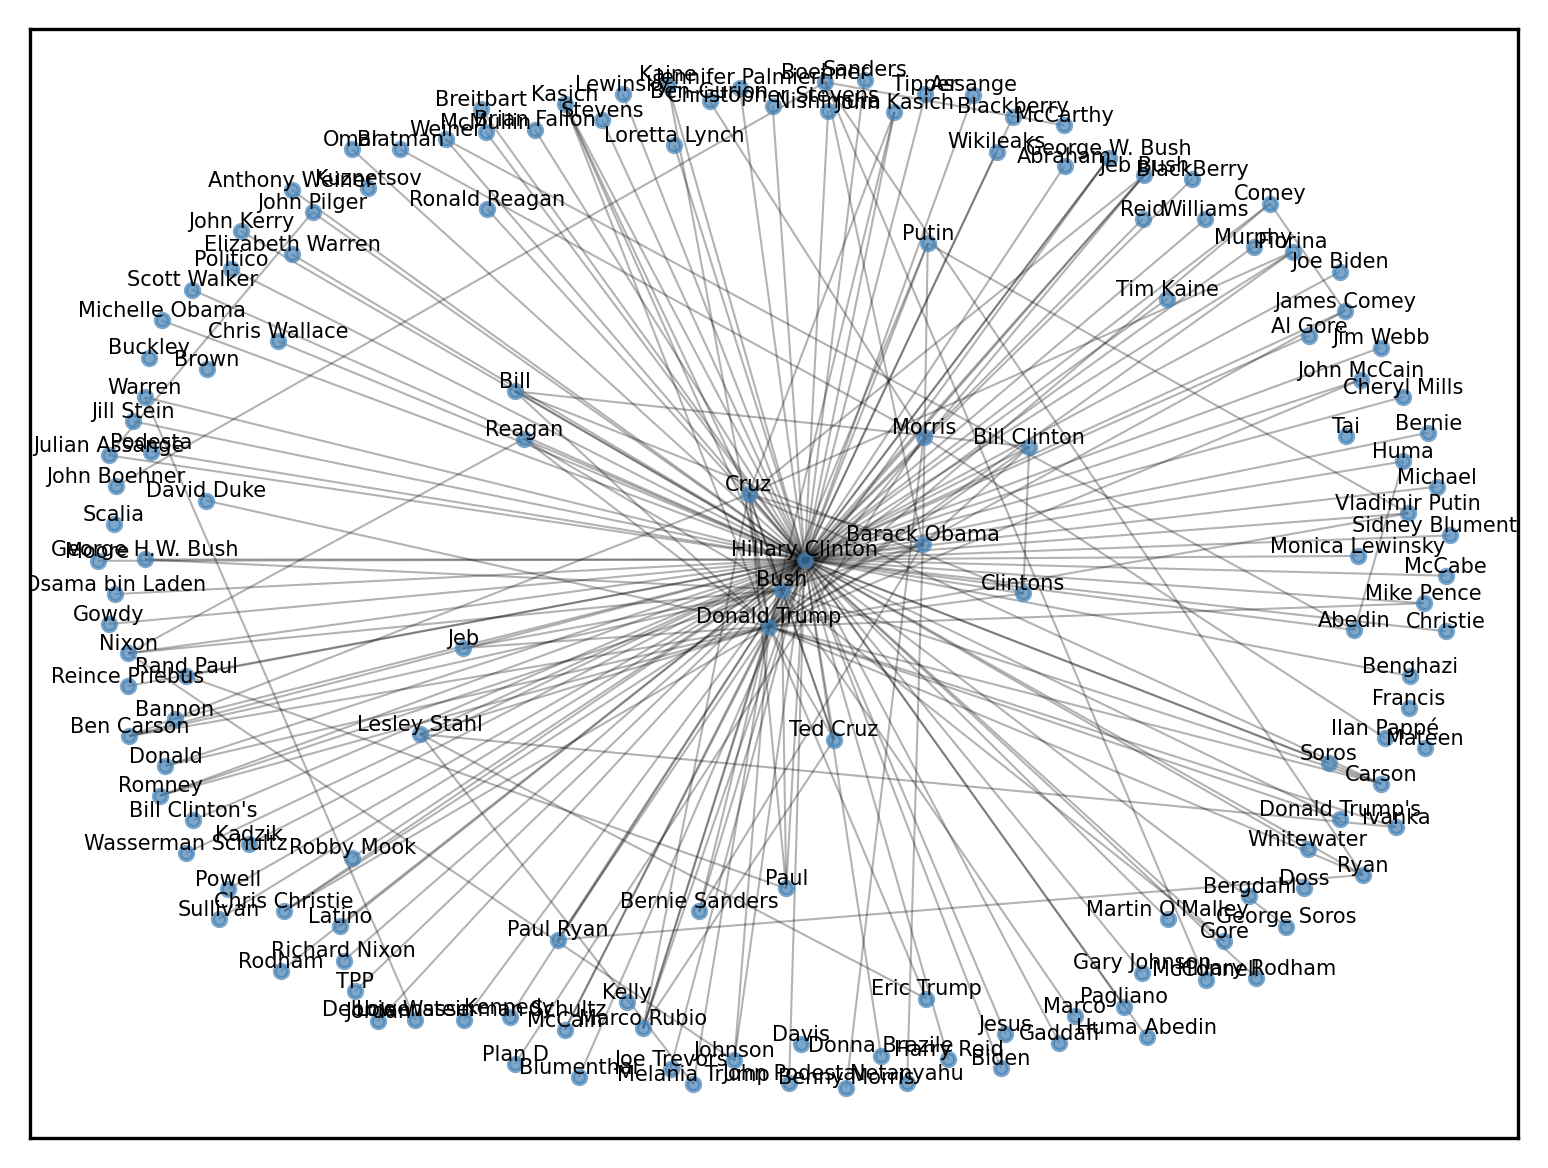 Kaine
Jennifer Palmieri
Boehner
Sanders
Lewinsky
Tipper
Assange
Ben-Gurion
Christopher Stevens
Nishimura
John Kasich
Kasich
Breitbart
Blackberry
McCarthy
Stevens
McMullin
Brian Fallon
Weiner
Loretta Lynch
Omar
Blatman
Wikileaks
George W. Bush
Abraham
Jeb Bush
BlackBerry
Anthony Weiner
Kuznetsov
John Pilger
Ronald Reagan
Comey
John Kerry
Reid
Williams
Elizabeth Warren
Putin
Murphy
Fiorina
Politico
Joe Biden
Scott Walker
Tim Kaine
Michelle Obama
James Comey
Chris Wallace
Al Gore
Jim Webb
Buckley
Brown
John McCain
Warren
Bill
Cheryl Mills
Jill Stein
Reagan
Morris
Bill Clinton
Tai
Bernie
Julian Assange
Podesta
Huma
John Boehner
David Duke
Cruz
Michael
Scalia
Vladimir Putin
Sidney Blument
George H.W. Bush
Moore
Hillary Clinton
Barack Obama
Monica Lewinsky
McCabe
Osama bin Laden
Bush
Clintons
Mike Pence
Gowdy
Donald Trump
Abedin
Christie
Nixon
Jeb
Rand Paul
Reince Priebus
Benghazi
Bannon
Francis
Ben Carson
Lesley Stahl
Ted Cruz
Ilan Pappé
Mateen
Donald
Soros
Carson
Romney
Bill Clinton's
Donald Trump's
Ivanka
Kadzik
Wasserman Schultz
Robby Mook
Whitewater
Ryan
Powell
Paul
Bergdahl
Doss
Chris Christie
Sullivan
Latino
Bernie Sanders
Martin O'Malley
George Soros
Paul Ryan
Gore
Richard Nixon
Rodham
Gary Johnson
McConnell
Hillary Rodham
TPP
Kelly
Eric Trump
Pagliano
Marco
Debbie Wasserman Schultz
Jordan
Kennedy
McCain
Marco Rubio
Jesus
Gaddafi
Huma Abedin
Plan D
Davis
Donna Brazile
Harry Reid
Blumenthal
Joe Trevors
Johnson
Biden
Melania Trump
John Podesta
Benny Morris
Netanyahu